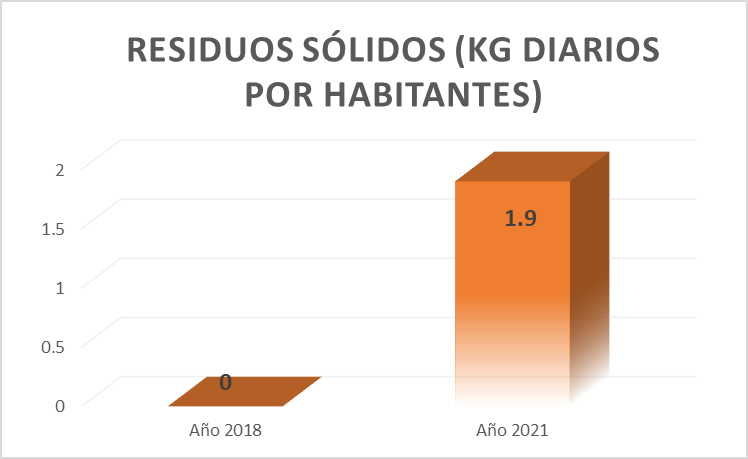 RESIDUOS SÓLIDOS (KG DIARIOS
POR HABITANTES)
2
1.5
1
0.5
0
0
1.9
Año 2018
Año 2021